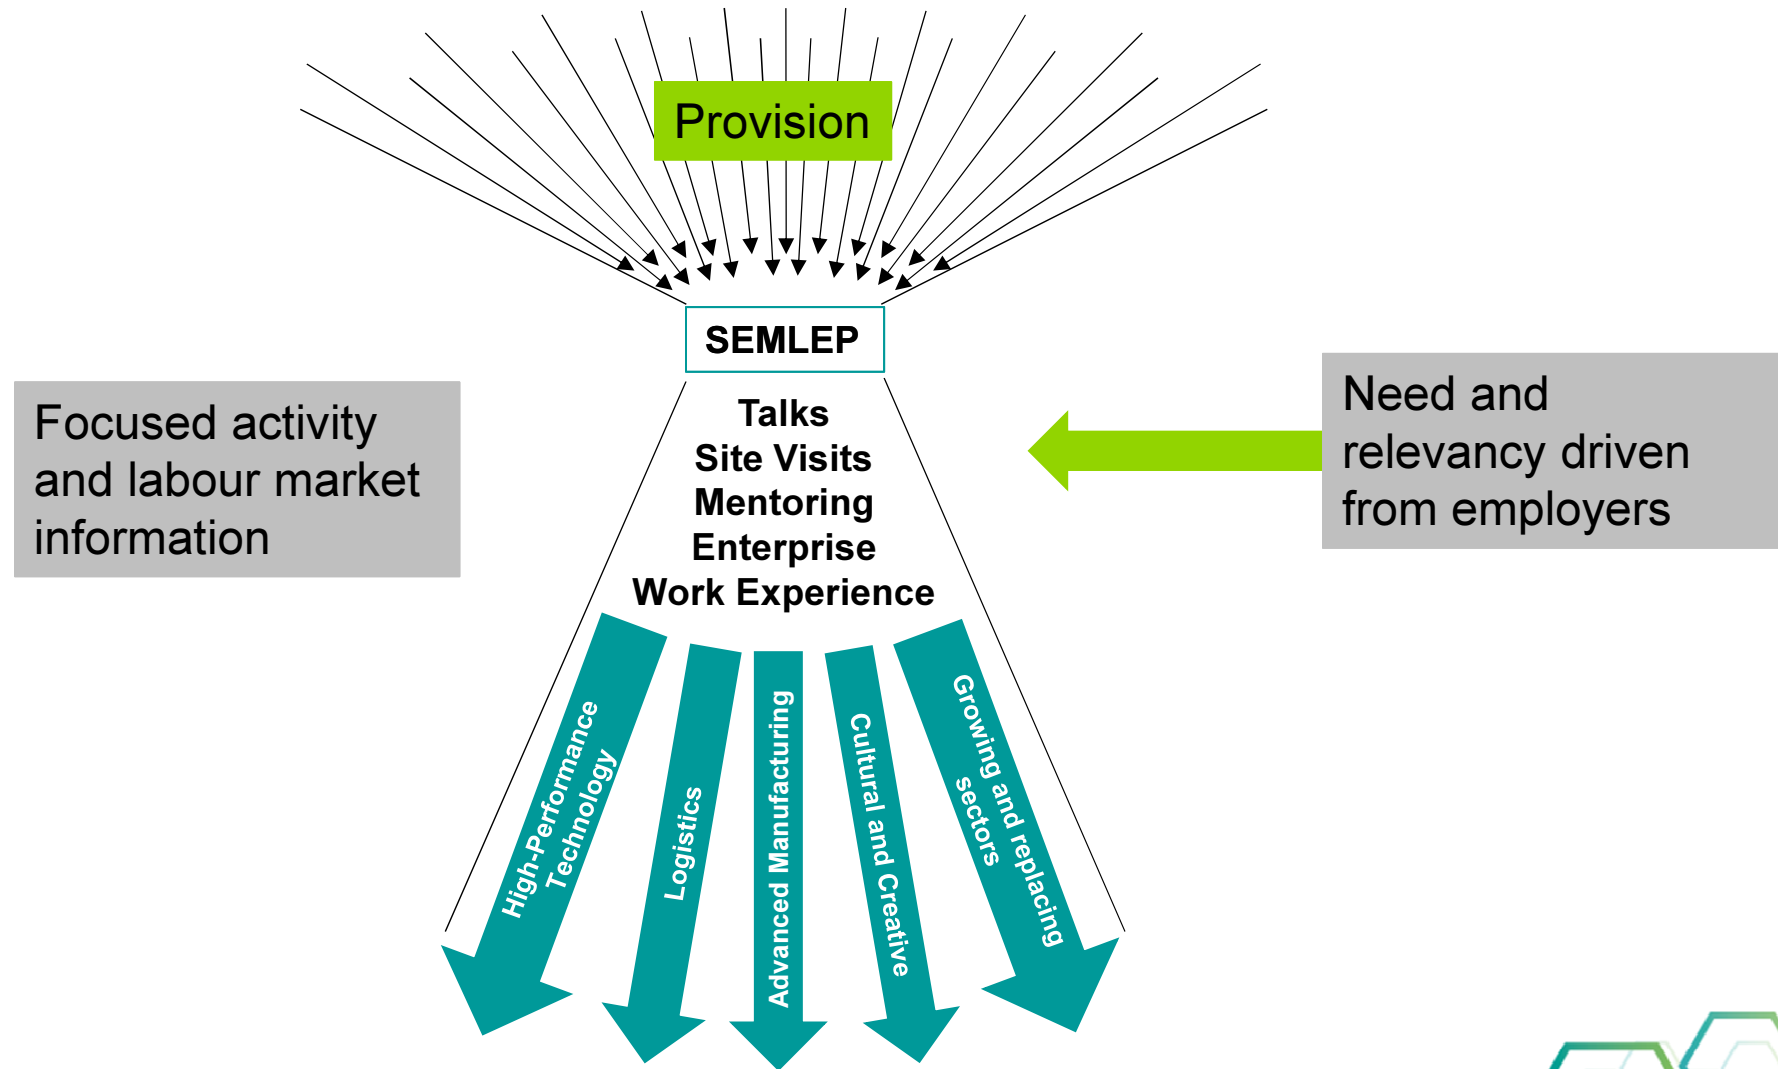 Provision
SEMLEP
Focused activity
and labour market
information
Talks
Site Visits
Mentoring
Enterprise
Work Experience
Need and
relevancy driven
from employers
High-Performance
Technology
Logistics
Advanced Manufacturing
Cultural and Creative
Growing and replacing
sectors